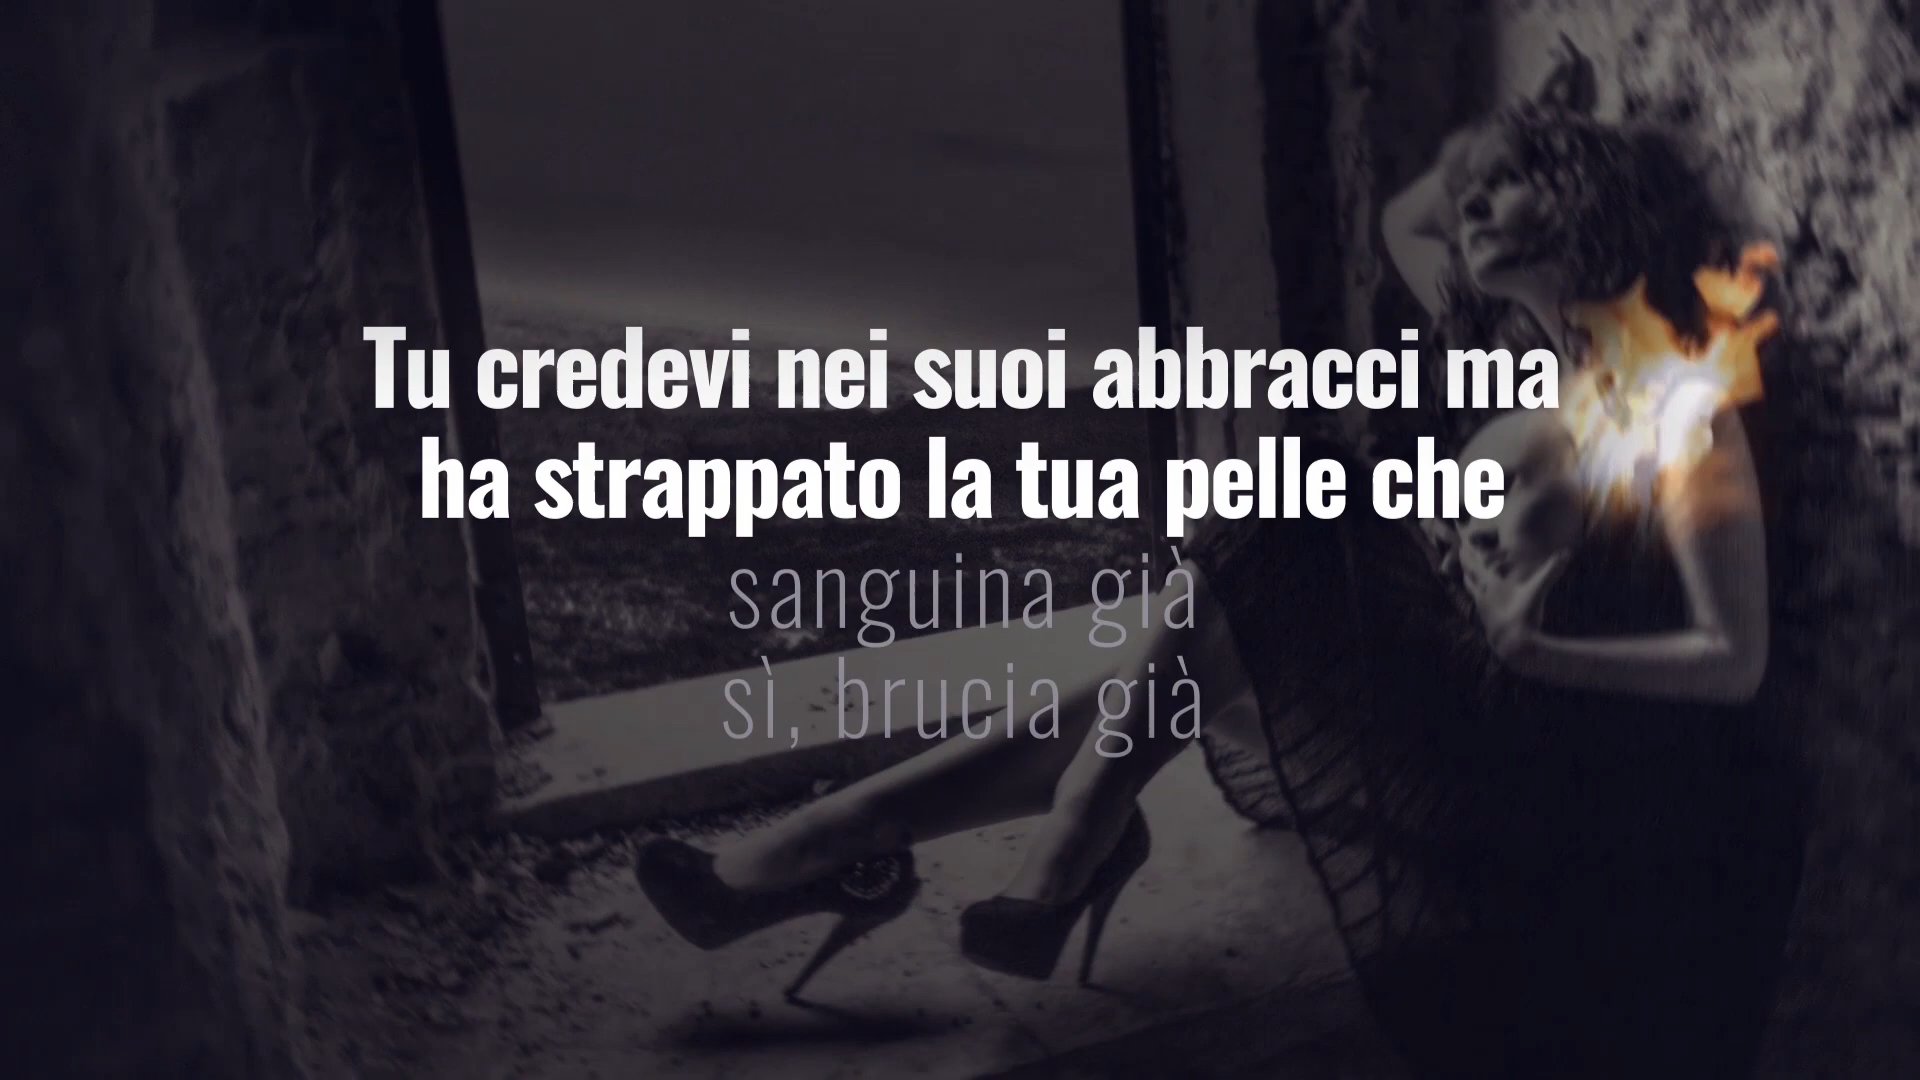 Tu credevi nei suoi abbracci ma
ha strappato la tua pelle che
sanguina già
sì, brucia già